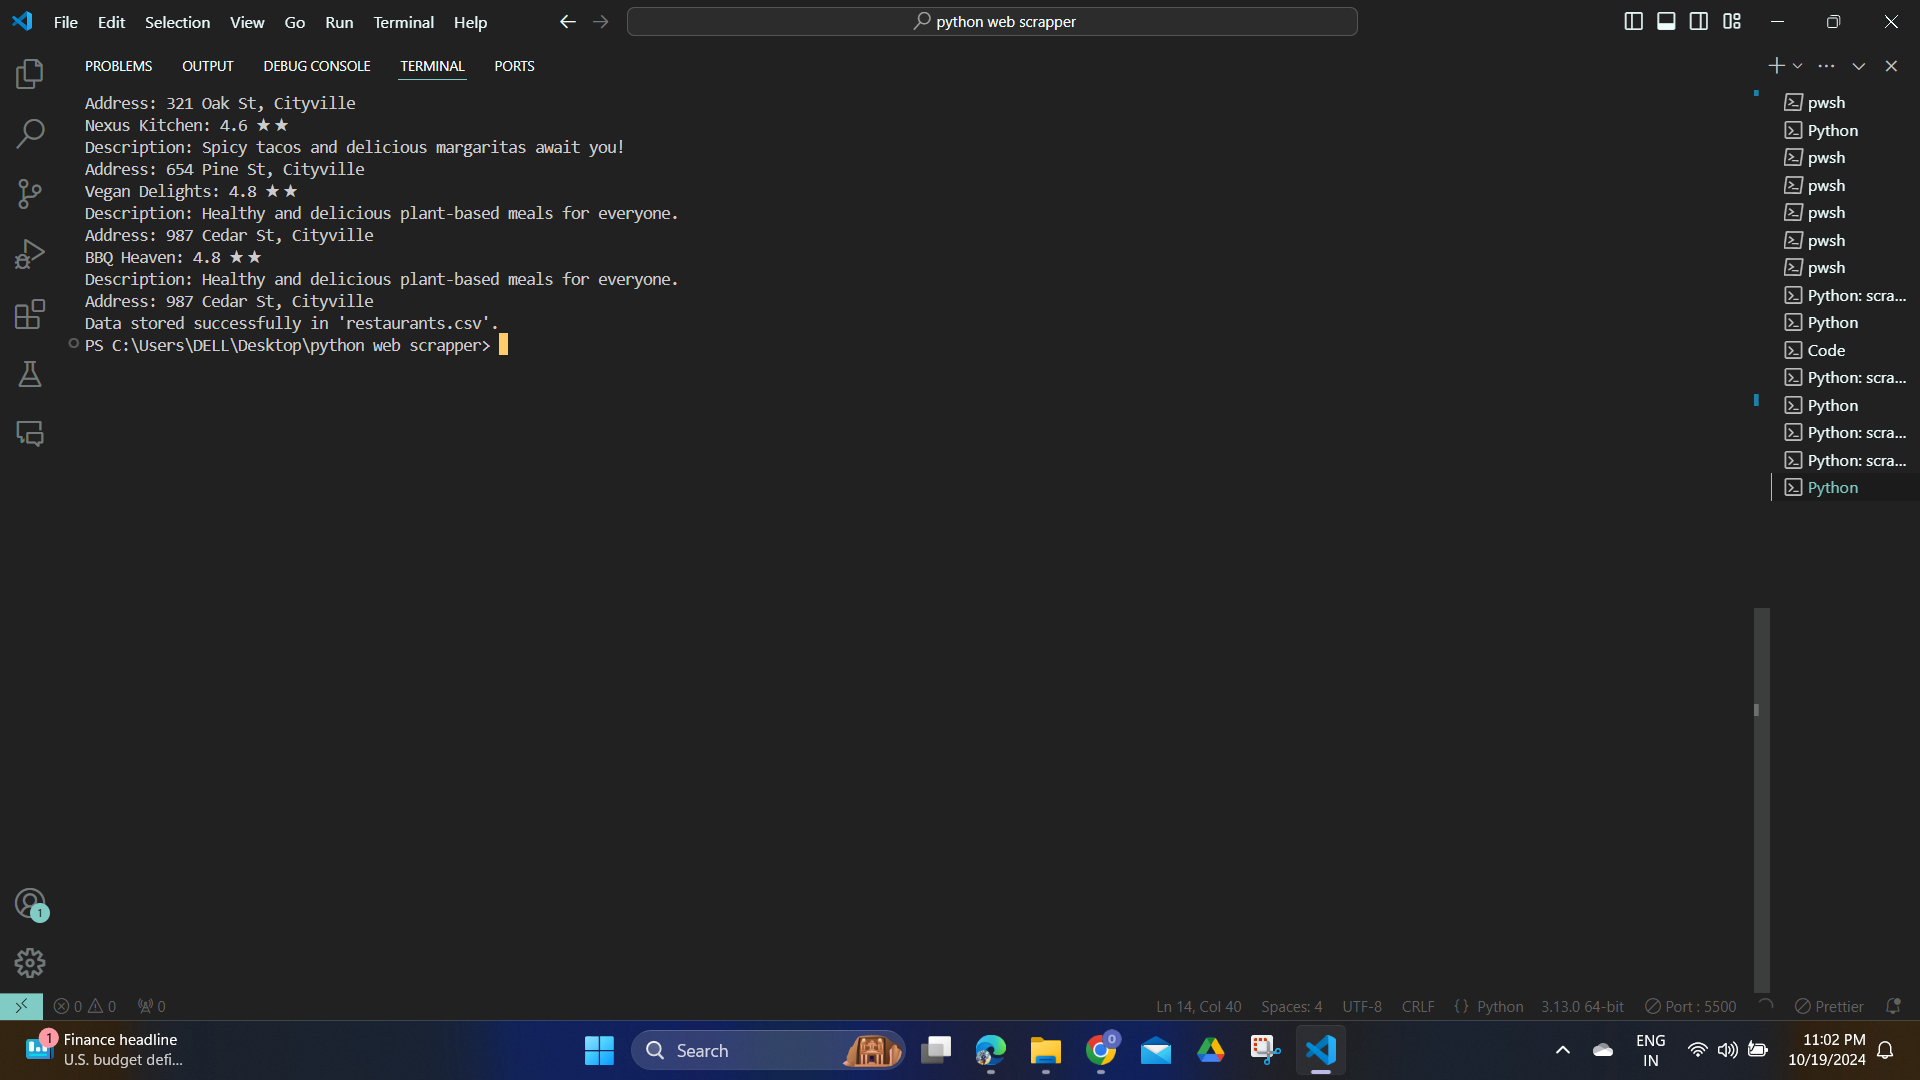 File Edit Selection View Go Run Terminal Help
python web scrapper
PROBLEMS OUTPUT DEBUG CONSOLE TERMINAL PORTS
Address: 321 Oak St, Cityville
Nexus Kitchen: 4.6 ★★
Description: Spicy tacos and delicious margaritas await you!
Address: 654 Pine St, Cityville
Vegan Delights: 4.8 ★★
Description: Healthy and delicious plant-based meals for everyone.
Address: 987 Cedar St, Cityville
BBQ Heaven: 4.8 ★★
Description: Healthy and delicious plant-based meals for everyone.
Address: 987 Cedar St, Cityville
Data stored successfully in 'restaurants.csv'.
PS C:\Users\DELL\Desktop\python web scrapper>
pwsh
Python
pwsh
pwsh
pwsh
pwsh
pwsh
Python: scra...
Python
Code
Python: scra...
Python
Python: scra...
Python: scra...
Python
1
0 0 0
Ln 14, Col 40 Spaces: 4 UTF-8 CRLF {} Python 3.13.0 64-bit Port : 5500 Prettier
1
Finance headline
U.S. budget defi...
Search
0
ENG
IN
11:02 PM
10/19/2024